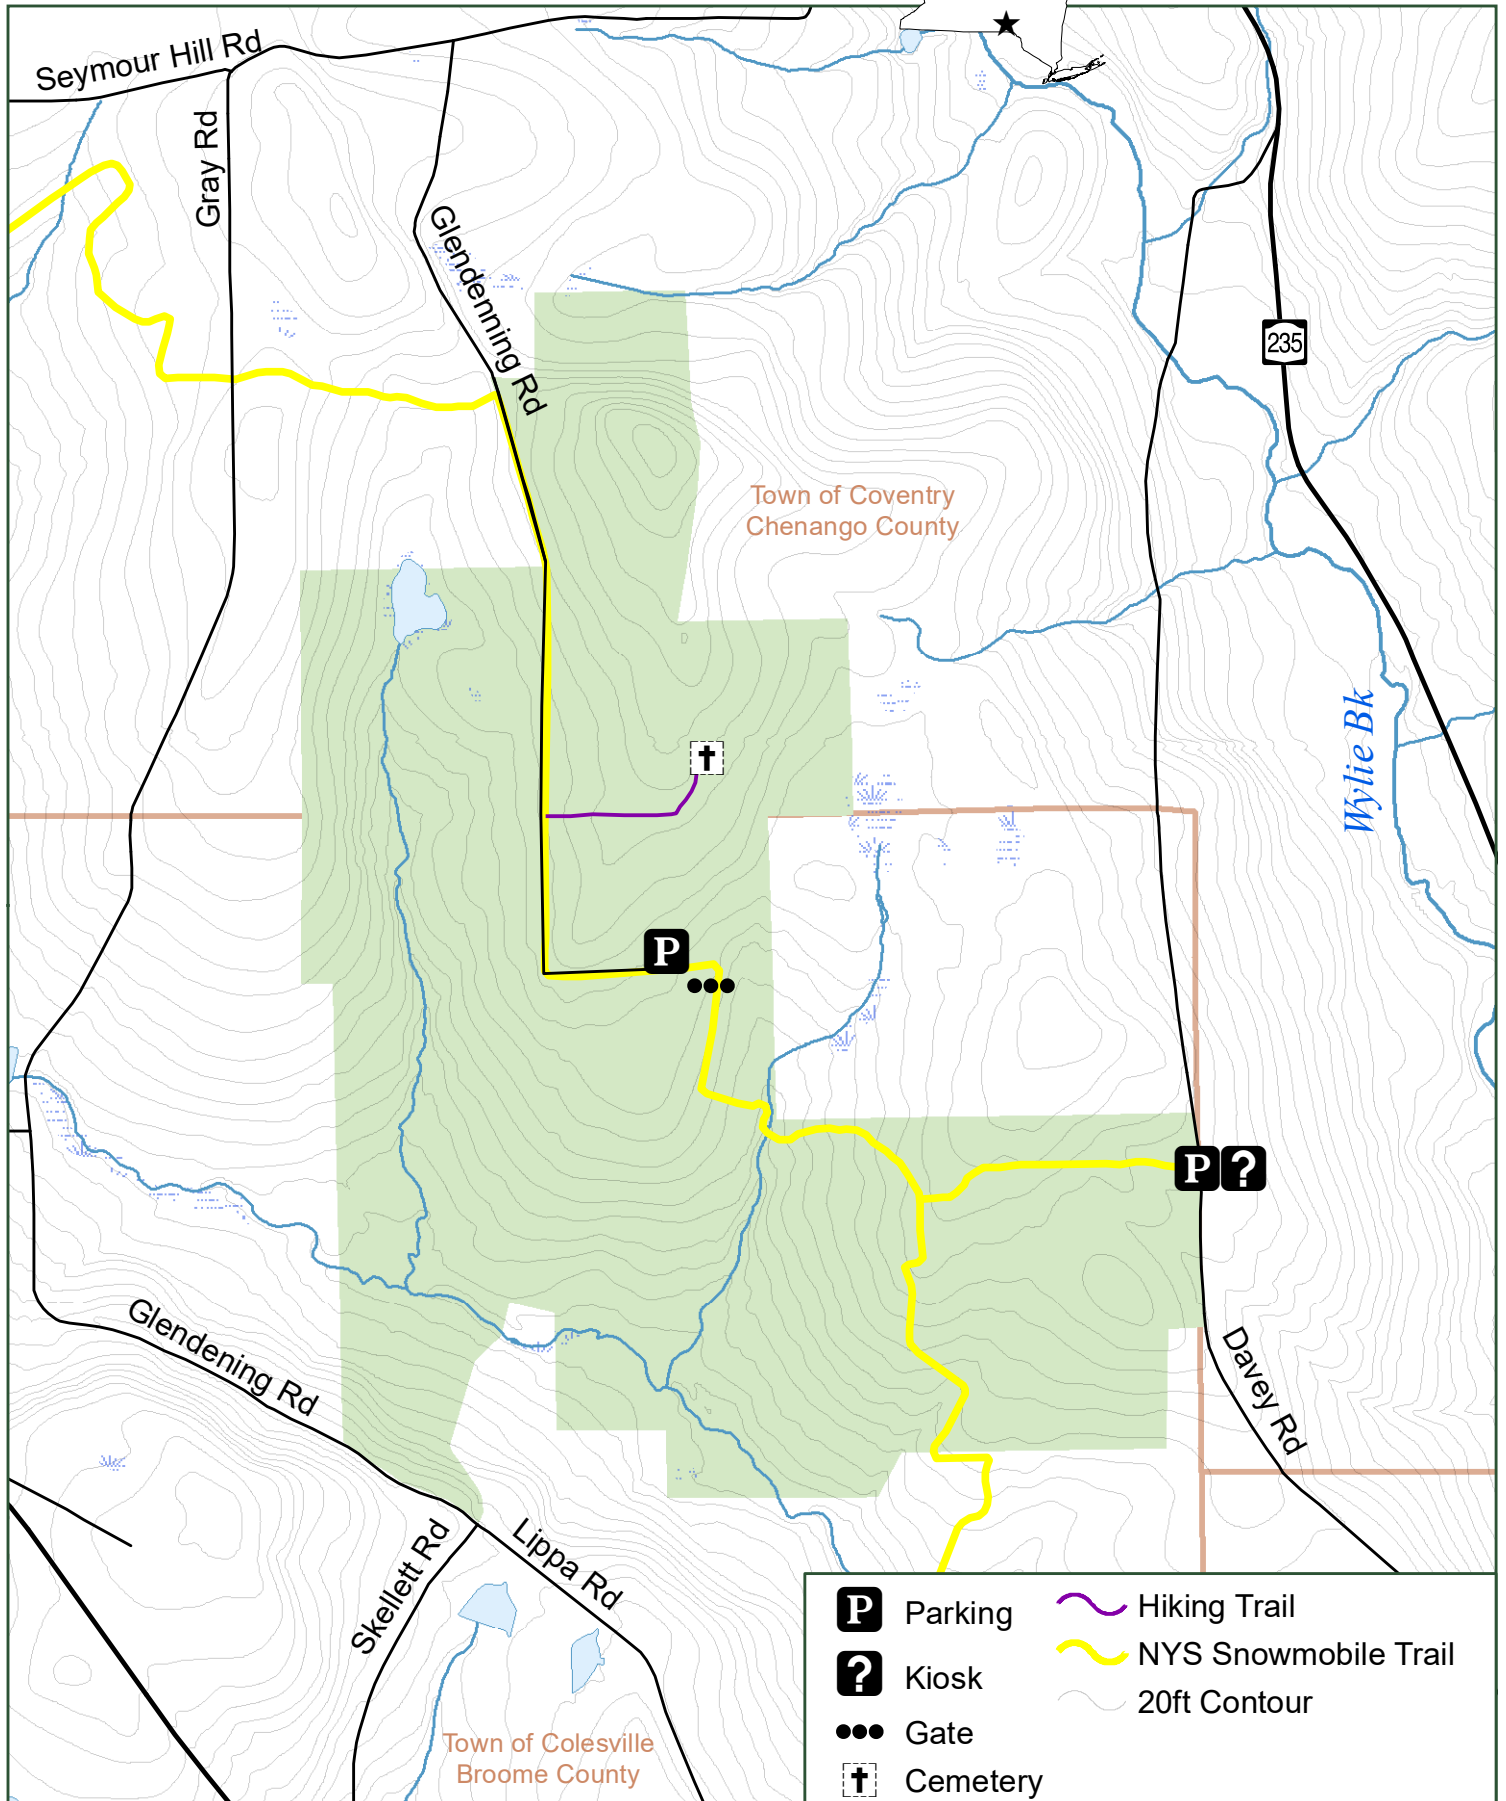 Seymour Hill Rd
Gray Rd
Glendenning Rd
235
Town of Coventry
Chenango County
Wylie Bk
P
P ?
Glendening Rd
Davey Rd
Skellett Rd
Lippa Rd
Town of Colesville
Broome County
P Parking
? Kiosk
Gate
Cemetery
Hiking Trail
NYS Snowmobile Trail
20ft Contour